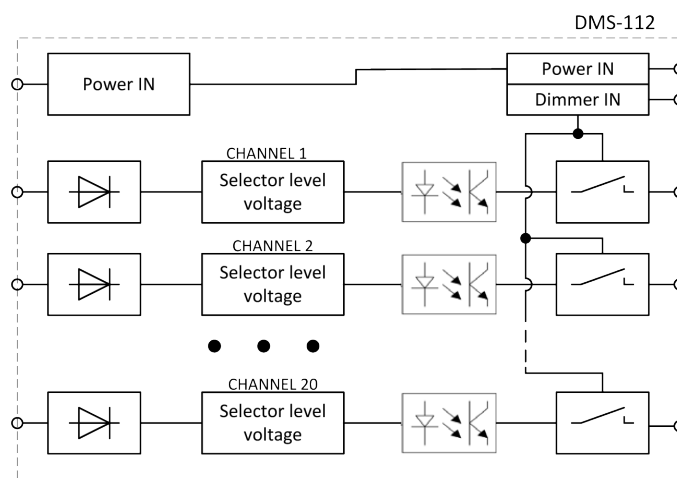 DMS-112
Power IN
Power IN
Dimmer IN
CHANNEL 1
Selector level
voltage
CHANNEL 2
Selector level
voltage
CHANNEL 20
Selector level
voltage